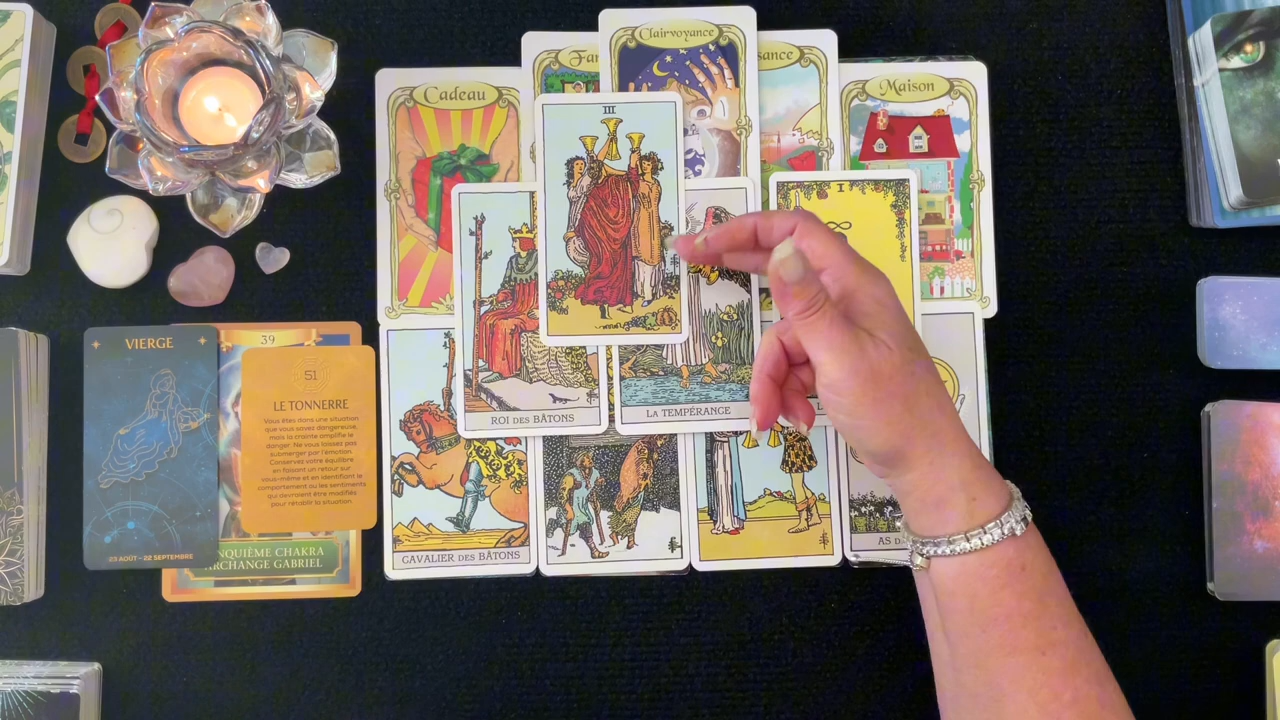 Clairvoyance
Cadeau
Maison
III
I
ROI DES BÂTONS
LA TEMPÉRANCE
CAVALIER DES BÂTONS
VIERGE
23 AOÛT - 22 SEPTEMBRE
39
51
LE TONNERRE
Vous êtes dans une situation
que vous savez dangereuse,
mais la crainte amplifie le
danger. Ne vous laissez pas
submerger par l'émotion.
Conservez votre équilibre
en faisant un retour sur
vous-même et en identifiant le
comportement ou les sentiments
qui devraient être modifiés
pour rétablir la situation.
CHAKRA
ARCHANGE GABRIEL